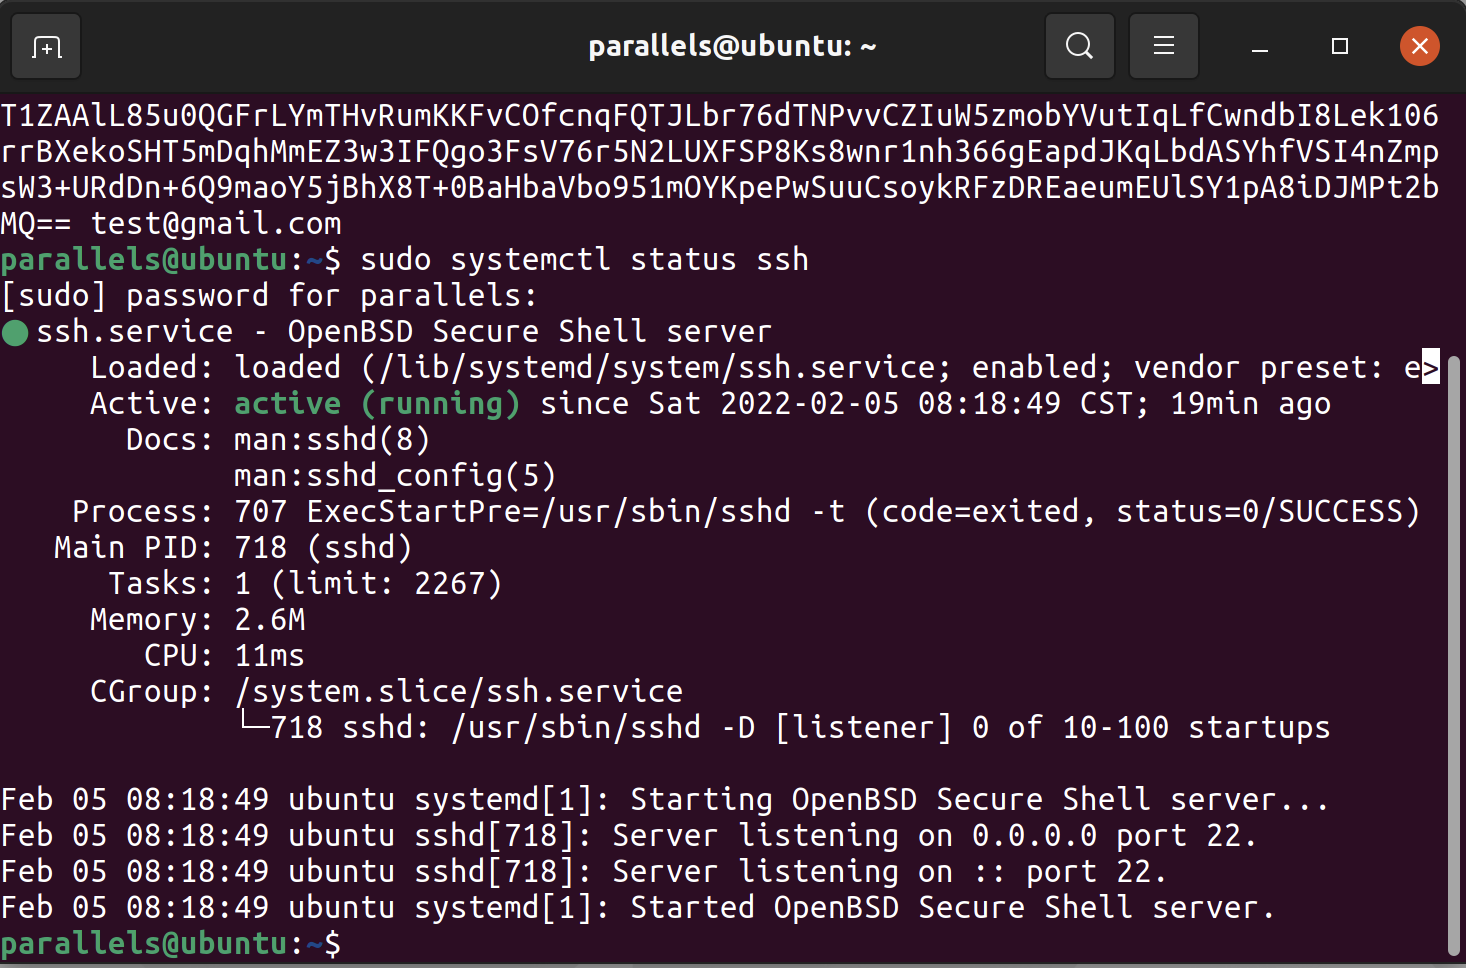 parallels@ubuntu: ~
T1ZAAlL85u0QGFrLYmTHvRumKKFvCOfcnqFQTJLbr76dTNPvvCZIuW5zmobYVutIqLfCwndbI8Lek106
rrBXekoSHT5mDqhMmEZ3w3IFQgo3FsV76r5N2LUXFSP8Ks8wnr1nh366gEapdJKqLbdASYhfVSI4nZmp
sW3+URdDn+6Q9maoY5jBhX8T+0BaHbaVbo951mOYKpePwSuuCsoykRFzDREaeumEUlSY1pA8iDJMPt2b
MQ== test@gmail.com
parallels@ubuntu:~$ sudo systemctl status ssh
[sudo] password for parallels:
● ssh.service - OpenBSD Secure Shell server
     Loaded: loaded (/lib/systemd/system/ssh.service; enabled; vendor preset: e>
     Active: active (running) since Sat 2022-02-05 08:18:49 CST; 19min ago
       Docs: man:sshd(8)
             man:sshd_config(5)
    Process: 707 ExecStartPre=/usr/sbin/sshd -t (code=exited, status=0/SUCCESS)
   Main PID: 718 (sshd)
      Tasks: 1 (limit: 2267)
     Memory: 2.6M
        CPU: 11ms
     CGroup: /system.slice/ssh.service
             └─718 sshd: /usr/sbin/sshd -D [listener] 0 of 10-100 startups
Feb 05 08:18:49 ubuntu systemd[1]: Starting OpenBSD Secure Shell server...
Feb 05 08:18:49 ubuntu sshd[718]: Server listening on 0.0.0.0 port 22.
Feb 05 08:18:49 ubuntu sshd[718]: Server listening on :: port 22.
Feb 05 08:18:49 ubuntu systemd[1]: Started OpenBSD Secure Shell server.
parallels@ubuntu:~$